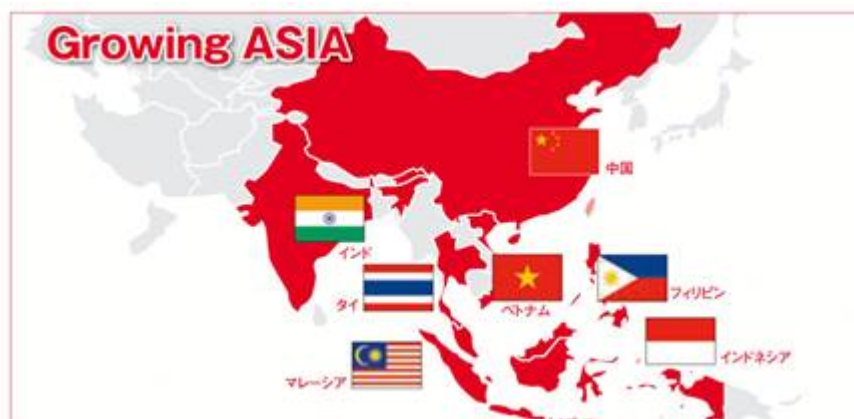 Growing ASIA
中国
インド
タイ
ベトナム
フィリピン
マレーシア
インドネシア